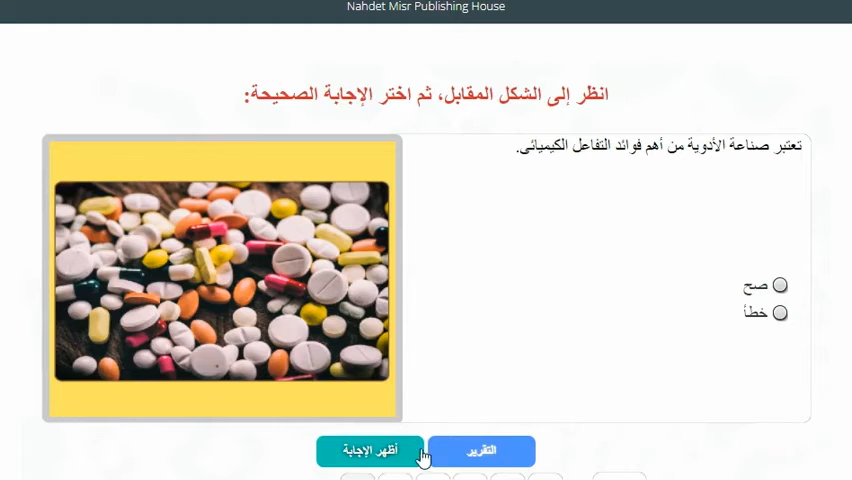 Nahdet Misr Publishing House
انظر إلى الشكل المقابل، ثم اختر الإجابة الصحيحة:
تعتبر صناعة الأدوية من أهم فوائد التفاعل الكيميائى.
صح
خطأ
التقرير
أظهر الإجابة